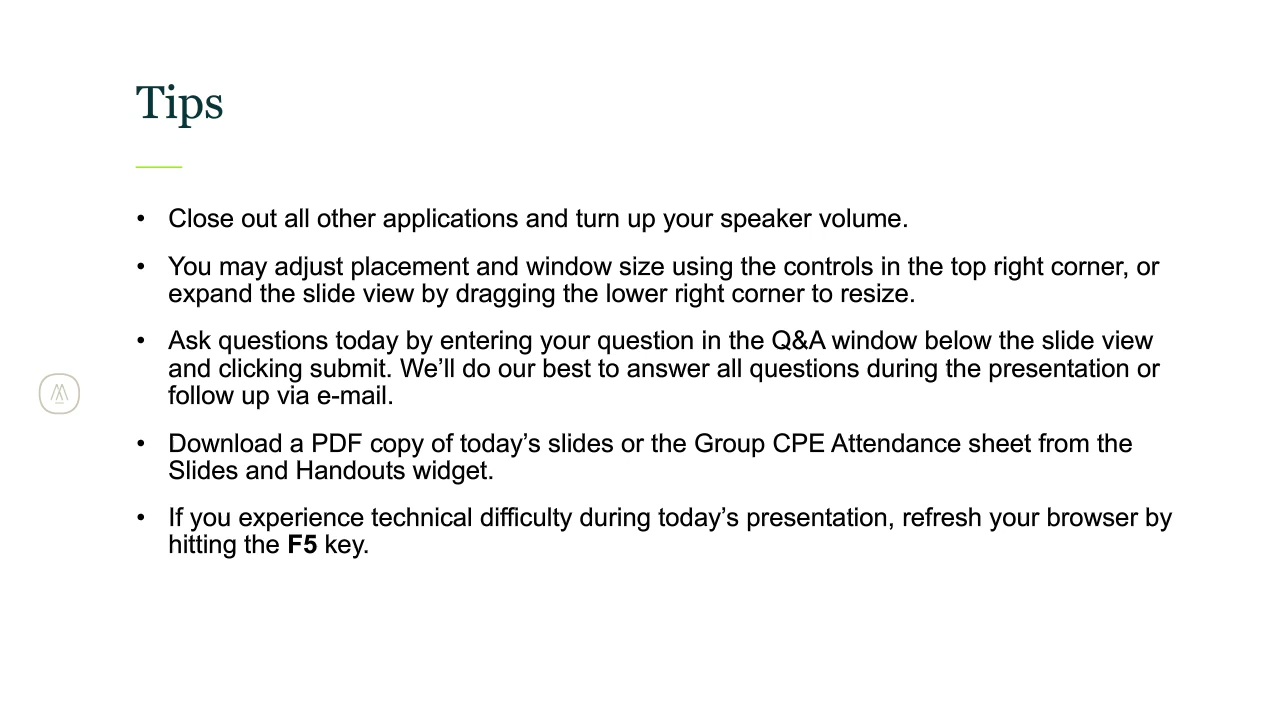 Tips
• Close out all other applications and turn up your speaker volume.
• You may adjust placement and window size using the controls in the top right corner, or
expand the slide view by dragging the lower right corner to resize.
• Ask questions today by entering your question in the Q&A window below the slide view
and clicking submit. We’ll do our best to answer all questions during the presentation or
follow up via e-mail.
• Download a PDF copy of today’s slides or the Group CPE Attendance sheet from the
Slides and Handouts widget.
• If you experience technical difficulty during today’s presentation, refresh your browser by
hitting the F5 key.